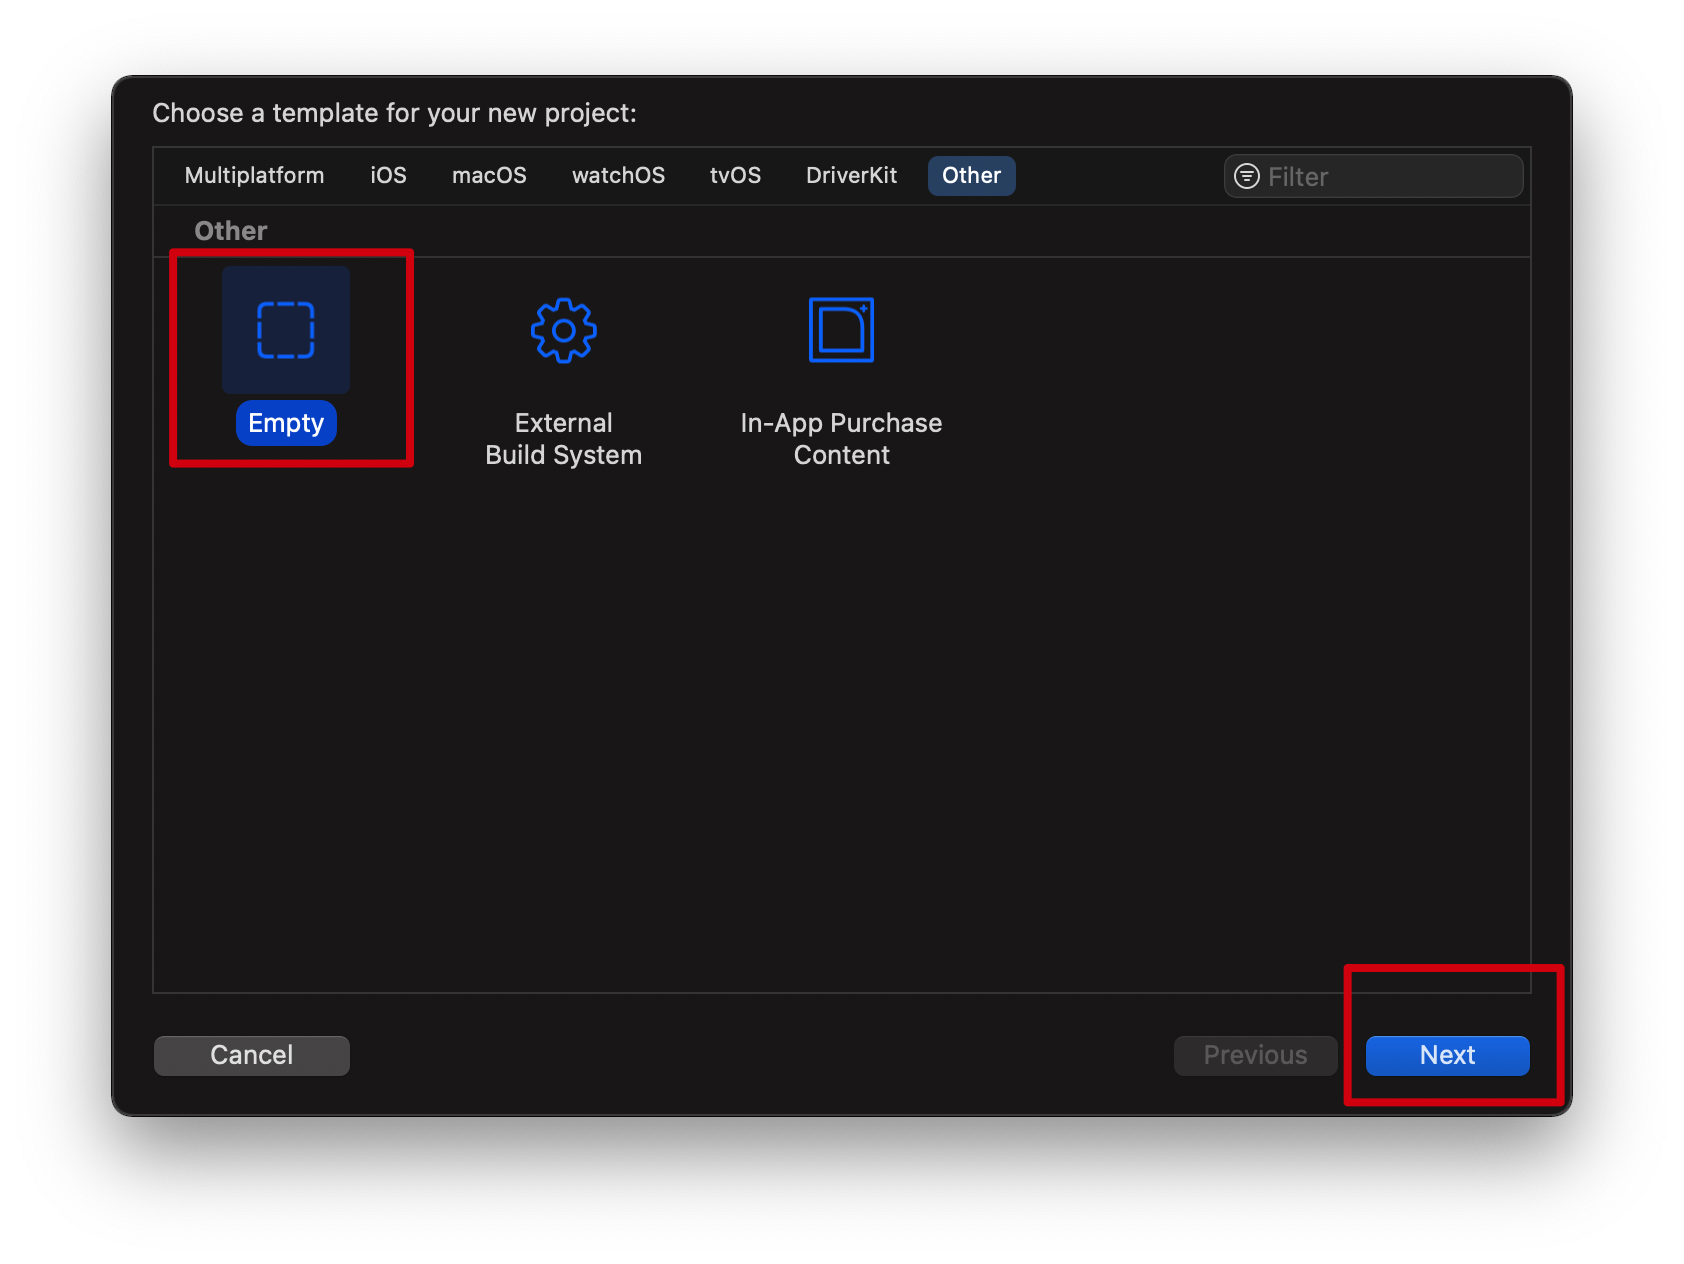 Choose a template for your new project:
Multiplatform iOS macOS watchOS tvOS DriverKit Other Filter
Other
Empty
External
Build System
In-App Purchase
Content
Cancel Previous Next